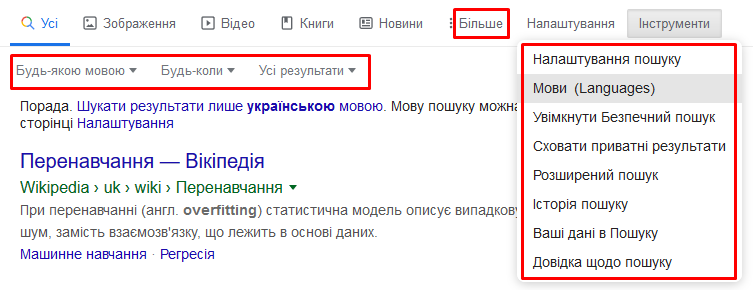 Усі Зображення Відео Книги Новини Більше Налаштування Інструменти
Будь-якою мовою Будь-коли Усі результати
Порада. Шукати результати лише українською мовою. Мову пошуку можна
сторінці Налаштування
Перенавчання — Вікіпедія
Wikipedia › uk › wiki › Перенавчання
При перенавчанні (англ. overfitting) статистична модель описує випадкову
шум, замість взаємозв'язку, що лежить в основі даних.
Машинне навчання · Регресія
Налаштування пошуку
Мови (Languages)
Увімкнути Безпечний пошук
Сховати приватні результати
Розширений пошук
Історія пошуку
Ваші дані в Пошуку
Довідка щодо пошуку